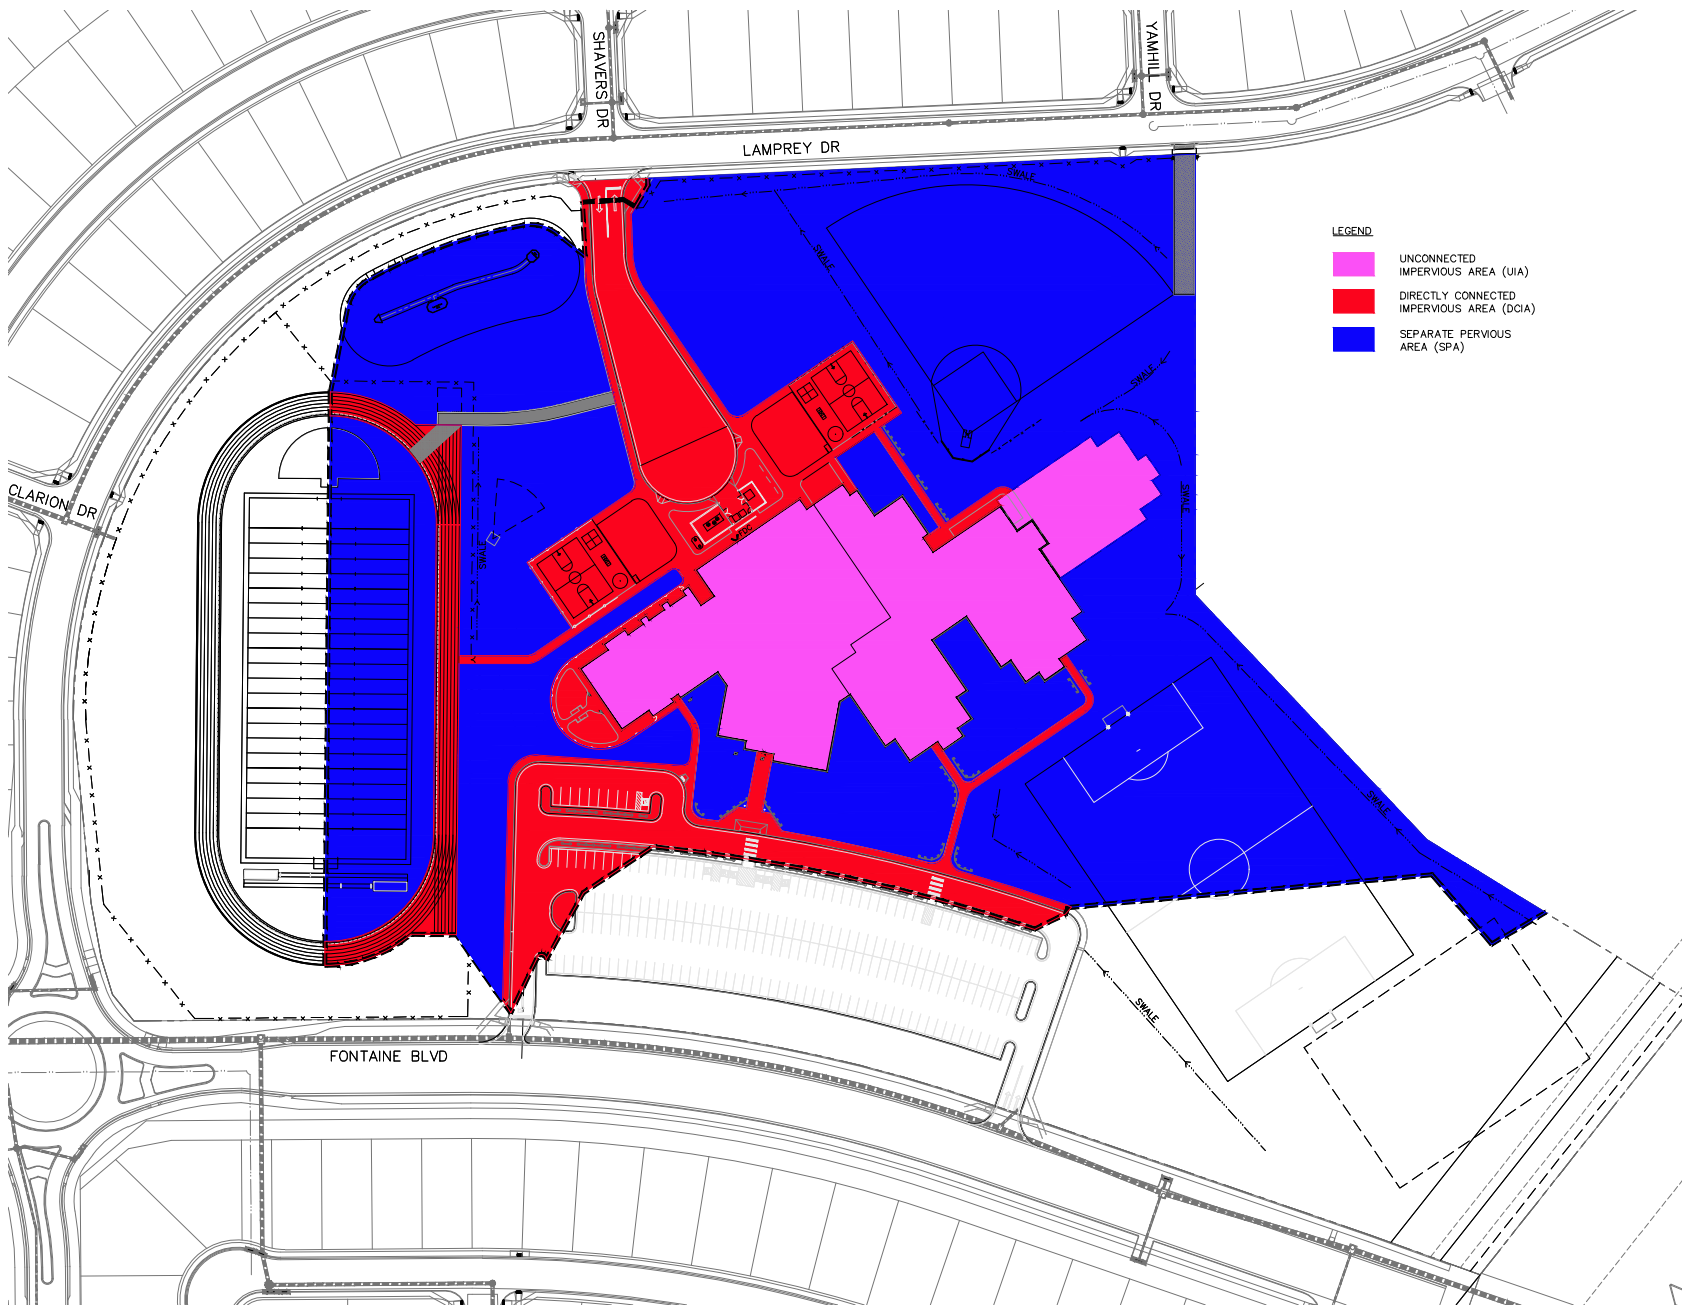 SHAVERS DR
YAMHILL DR
LAMPREY DR
SWALE
SWALE
LEGEND
UNCONNECTED
IMPERVIOUS AREA (UIA)
DIRECTLY CONNECTED
IMPERVIOUS AREA (DCIA)
SEPARATE PERVIOUS
AREA (SPA)
SWALE
CLARION DR
SWALE
SWALE
SWALE
SWALE
FONTAINE BLVD